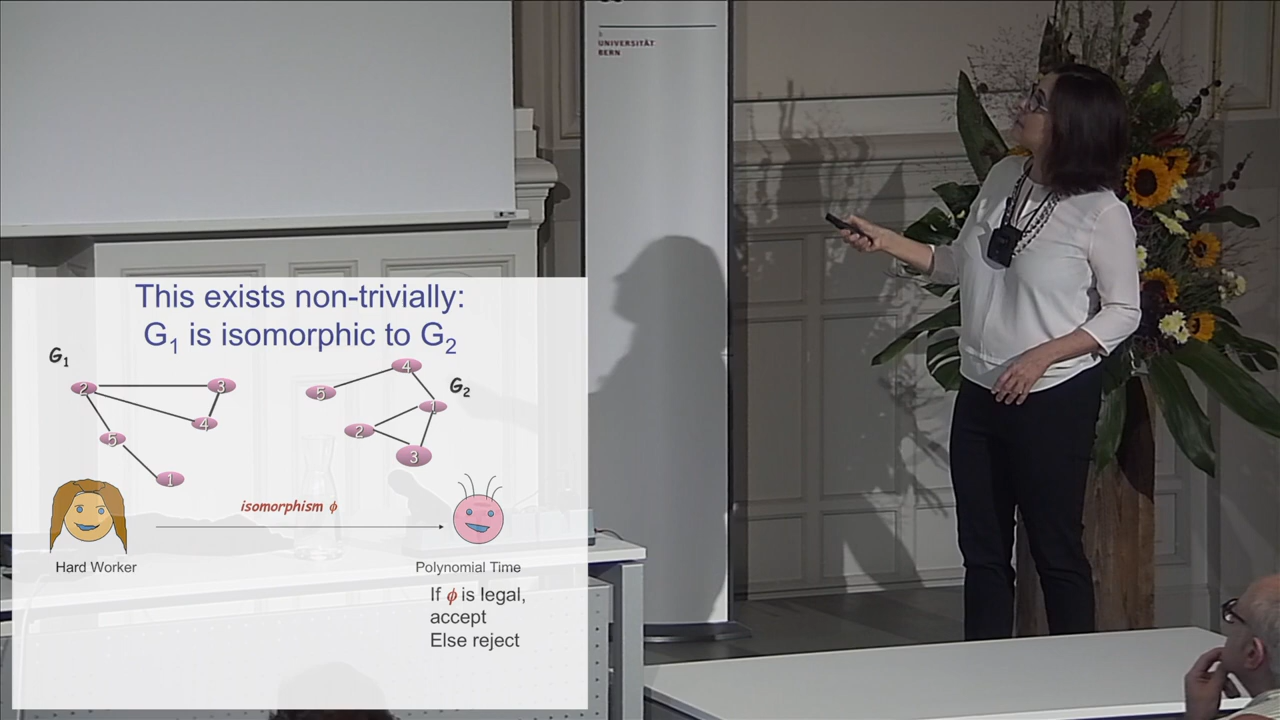 UNIVERSITÄT
BERN
This exists non-trivially:
G₁ is isomorphic to G₂
G₁
2
3
4
5
1
4
5
G₂
1
2
3
isomorphism ϕ
Hard Worker
Polynomial Time
If ϕ is legal,
accept
Else reject